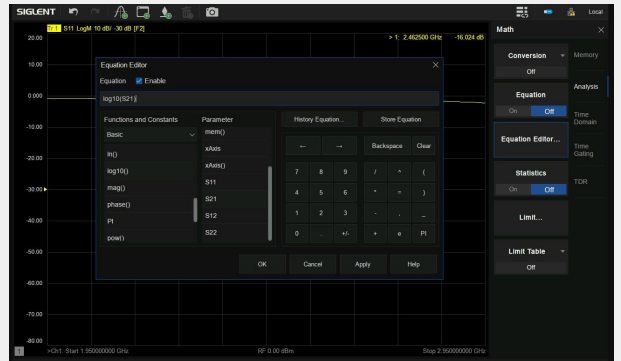 SIGLENT
Local
Tr 1 S11 LogM 10 dB/ -30 dB [F2]
> 1: 2.462500 GHz -16.024 dB
20.00
10.00
0.000
-10.00
-20.00
-30.00
-40.00
-50.00
-60.00
-70.00
-80.00
Equation Editor
Equation Enable
log10(S21)
Functions and Constants
Basic
ln()
log10()
mag()
phase()
PI
pow()
Parameter
mem()
xAxis
xAxis()
S11
S21
S12
S22
History Equation... Store Equation
← → Backspace Clear
7 8 9 / ^ (
4 5 6 * = )
1 2 3 - , _
0 . +/- + e PI
OK Cancel Apply Help
1 >Ch1: Start 1.950000000 GHz RF 0.00 dBm Stop 2.950000000 GHz
Math
Conversion
Off
Equation
On Off
Equation Editor...
Statistics
On Off
Limit...
Limit Table
Off
Memory
Analysis
Time
Domain
Time
Gating
TDR